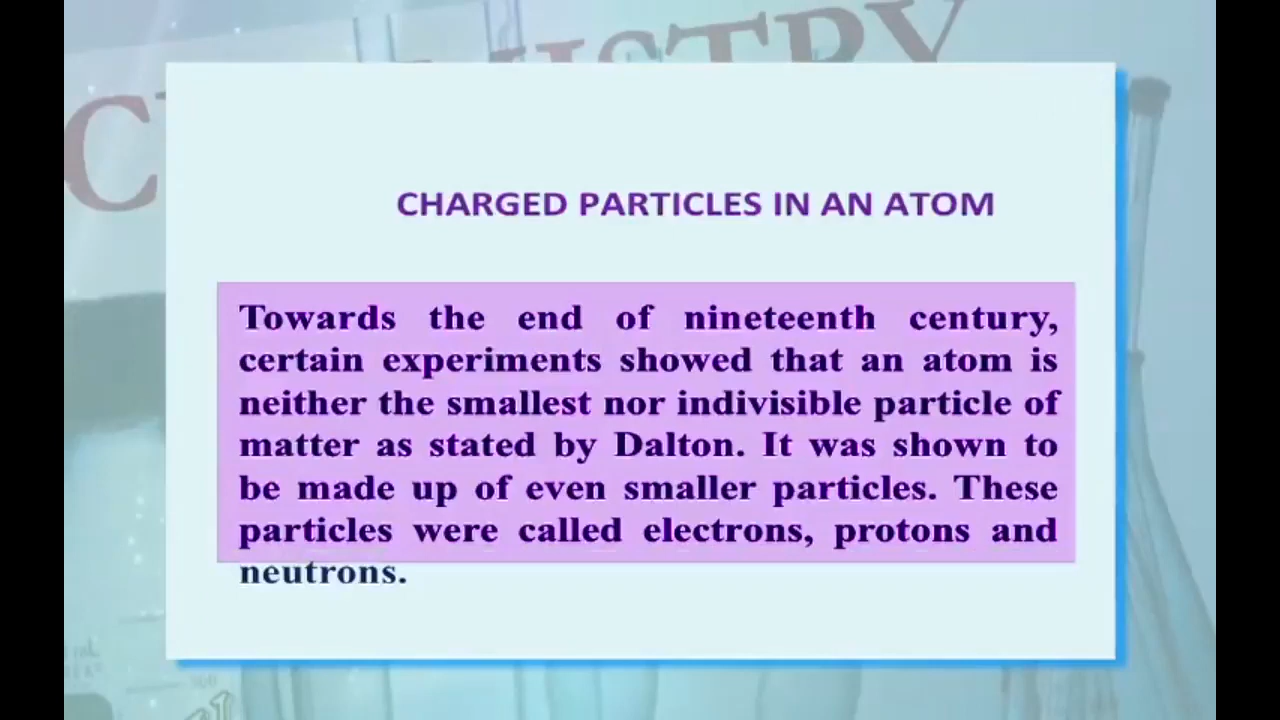 CHARGED PARTICLES IN AN ATOM
Towards the end of nineteenth century,
certain experiments showed that an atom is
neither the smallest nor indivisible particle of
matter as stated by Dalton. It was shown to
be made up of even smaller particles. These
particles were called electrons, protons and
neutrons.